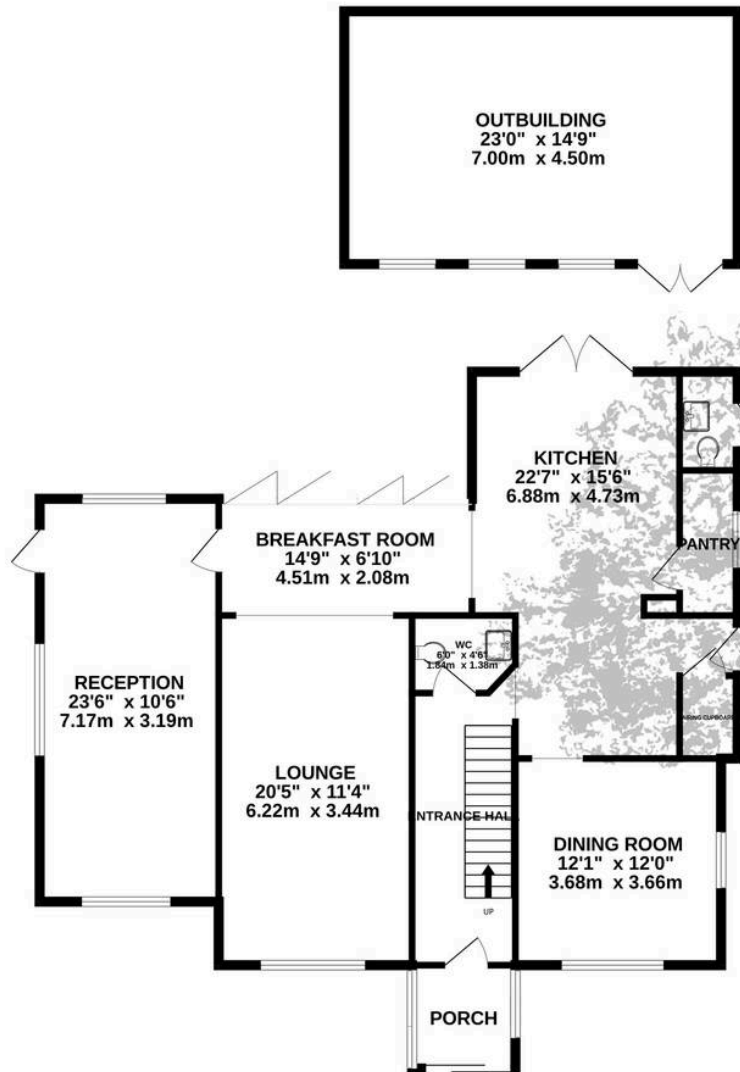 OUTBUILDING
23'0" x 14'9"
7.00m x 4.50m
KITCHEN
22'7" x 15'6"
6.88m x 4.73m
PANTRY
BREAKFAST ROOM
14'9" x 6'10"
4.51m x 2.08m
WC
6'0" x 4'6"
1.84m x 1.38m
RECEPTION
23'6" x 10'6"
7.17m x 3.19m
AIRING CUPBOARD
LOUNGE
20'5" x 11'4"
6.22m x 3.44m
ENTRANCE HALL
DINING ROOM
12'1" x 12'0"
3.68m x 3.66m
UP
PORCH